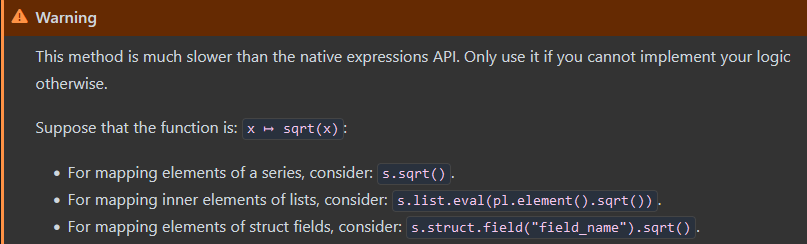 Warning
This method is much slower than the native expressions API. Only use it if you cannot implement your logic
otherwise.
Suppose that the function is: x ↦ sqrt(x):
• For mapping elements of a series, consider: s.sqrt().
• For mapping inner elements of lists, consider: s.list.eval(pl.element().sqrt()).
• For mapping elements of struct fields, consider: s.struct.field("field_name").sqrt().